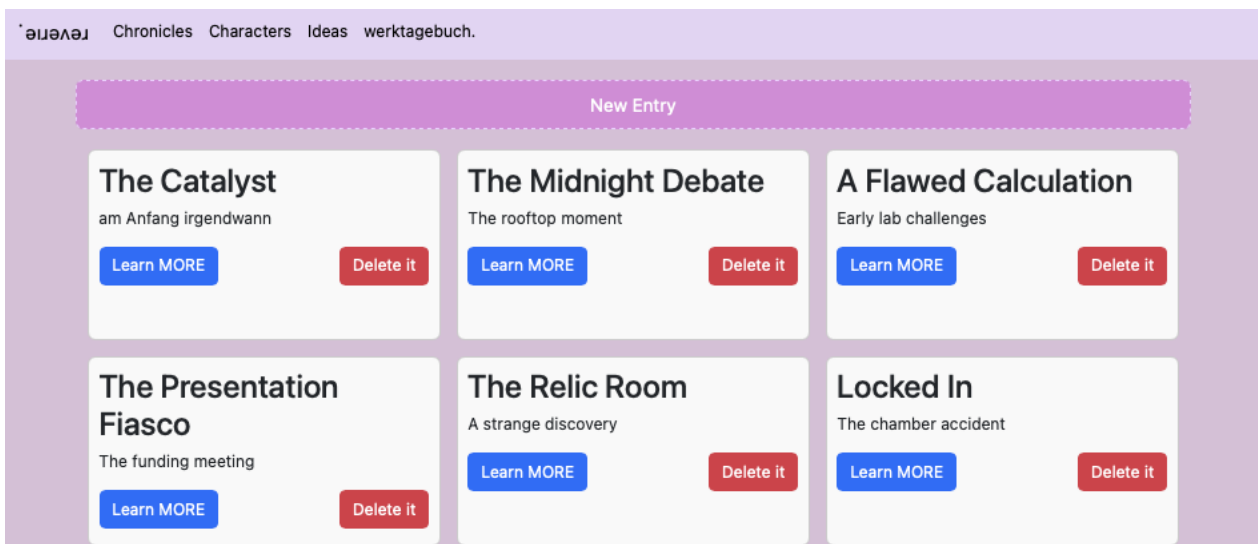 reverie.
Chronicles Characters Ideas werktagebuch.
New Entry
The Catalyst
am Anfang irgendwann
Learn MORE Delete it
The Midnight Debate
The rooftop moment
Learn MORE Delete it
A Flawed Calculation
Early lab challenges
Learn MORE Delete it
The Presentation
Fiasco
The funding meeting
Learn MORE Delete it
The Relic Room
A strange discovery
Learn MORE Delete it
Locked In
The chamber accident
Learn MORE Delete it